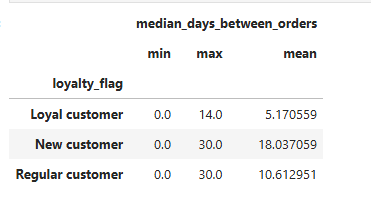 median_days_between_orders
min max mean
loyalty_flag
Loyal customer 0.0 14.0 5.170559
New customer 0.0 30.0 18.037059
Regular customer 0.0 30.0 10.612951